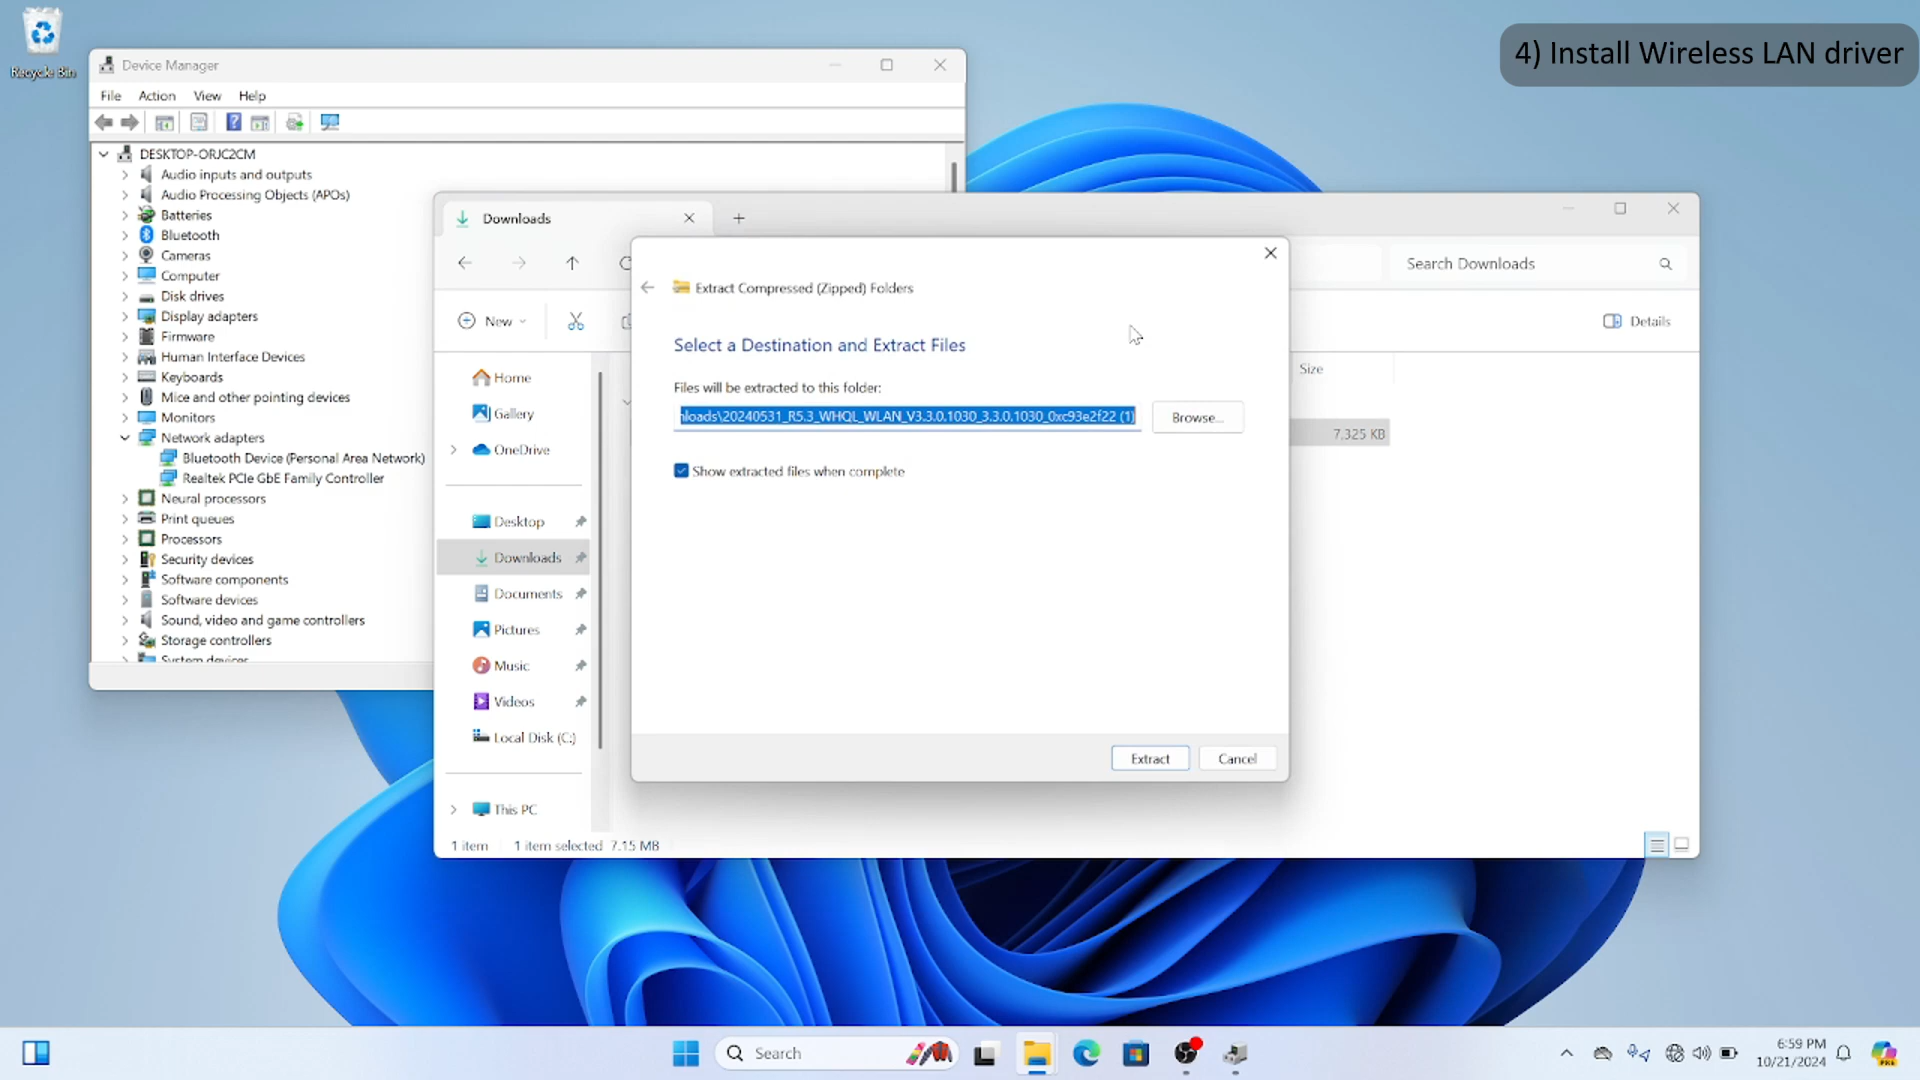 Recycle Bin
4) Install Wireless LAN driver
Device Manager
File Action View Help
DESKTOP-ORJC2CM
Audio inputs and outputs
Audio Processing Objects (APOs)
Batteries
Bluetooth
Cameras
Computer
Disk drives
Display adapters
Firmware
Human Interface Devices
Keyboards
Mice and other pointing devices
Monitors
Network adapters
Bluetooth Device (Personal Area Network)
Realtek PCIe GbE Family Controller
Neural processors
Print queues
Processors
Security devices
Software components
Software devices
Sound, video and game controllers
Storage controllers
System devices
Downloads
Search Downloads
New
Details
Home
Gallery
OneDrive
Desktop
Downloads
Documents
Pictures
Music
Videos
Local Disk (C:)
This PC
Size
7,325 KB
1 item 1 item selected 7.15 MB
Extract Compressed (Zipped) Folders
Select a Destination and Extract Files
Files will be extracted to this folder:
nloads\20240531_R5.3_WHQL_WLAN_V3.3.0.1030_3.3.0.1030_0xc93e2f22 (1)
Browse...
Show extracted files when complete
Extract
Cancel
Search
6:59 PM
10/21/2024